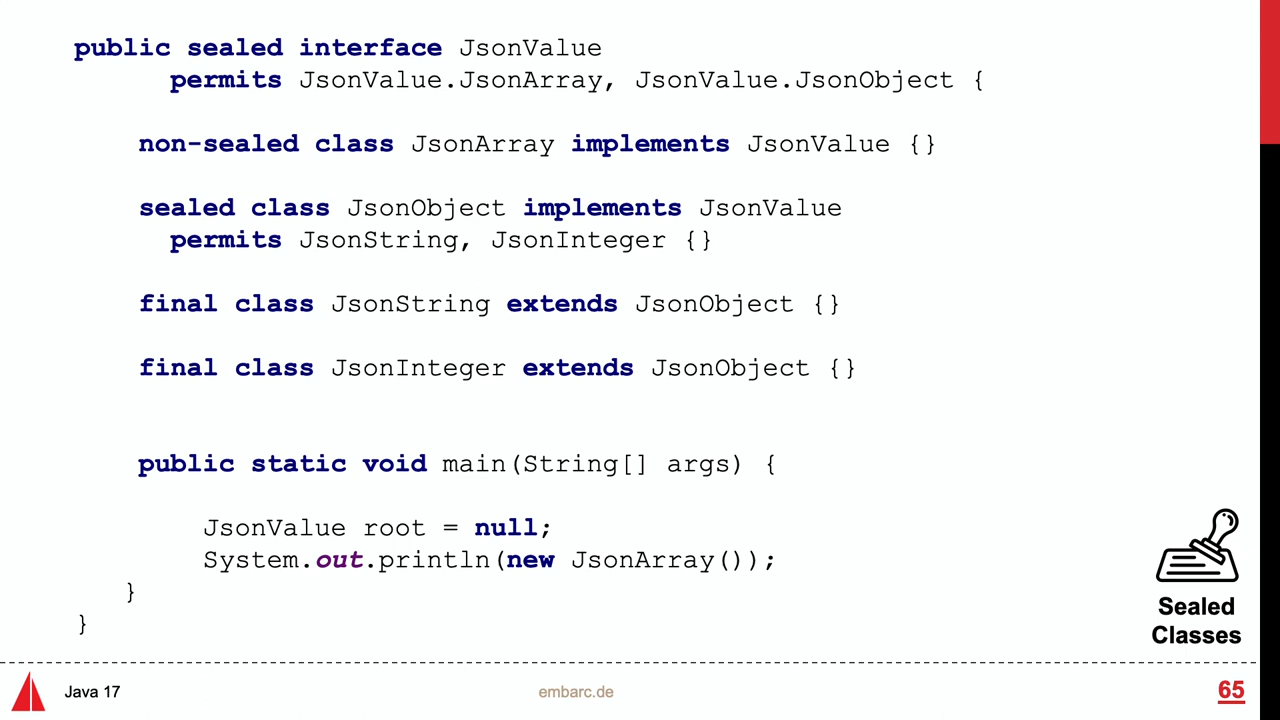 public sealed interface JsonValue
permits JsonValue.JsonArray, JsonValue.JsonObject {
non-sealed class JsonArray implements JsonValue {}
sealed class JsonObject implements JsonValue
permits JsonString, JsonInteger {}
final class JsonString extends JsonObject {}
final class JsonInteger extends JsonObject {}
public static void main(String[] args) {
JsonValue root = null;
System.out.println(new JsonArray());
}
}
Sealed
Classes
Java 17
embarc.de
65